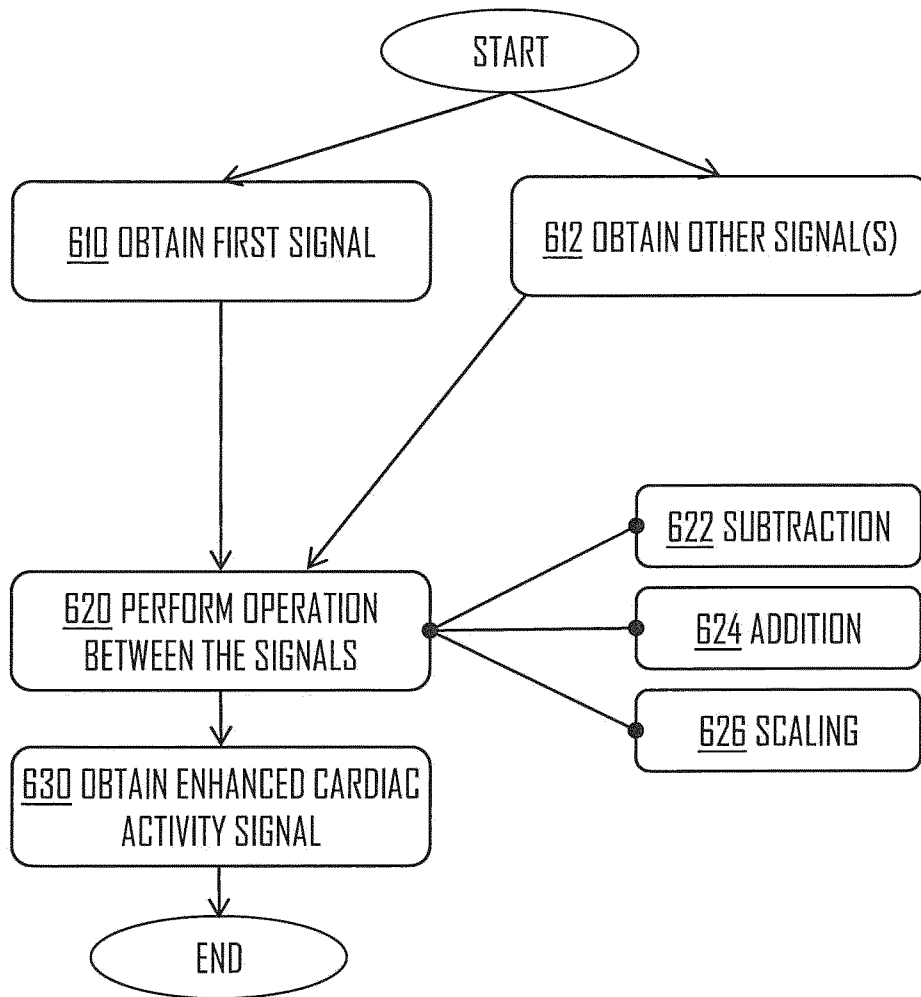 START
610 OBTAIN FIRST SIGNAL
612 OBTAIN OTHER SIGNAL(S)
622 SUBTRACTION
620 PERFORM OPERATION
BETWEEN THE SIGNALS
624 ADDITION
626 SCALING
630 OBTAIN ENHANCED CARDIAC
ACTIVITY SIGNAL
END